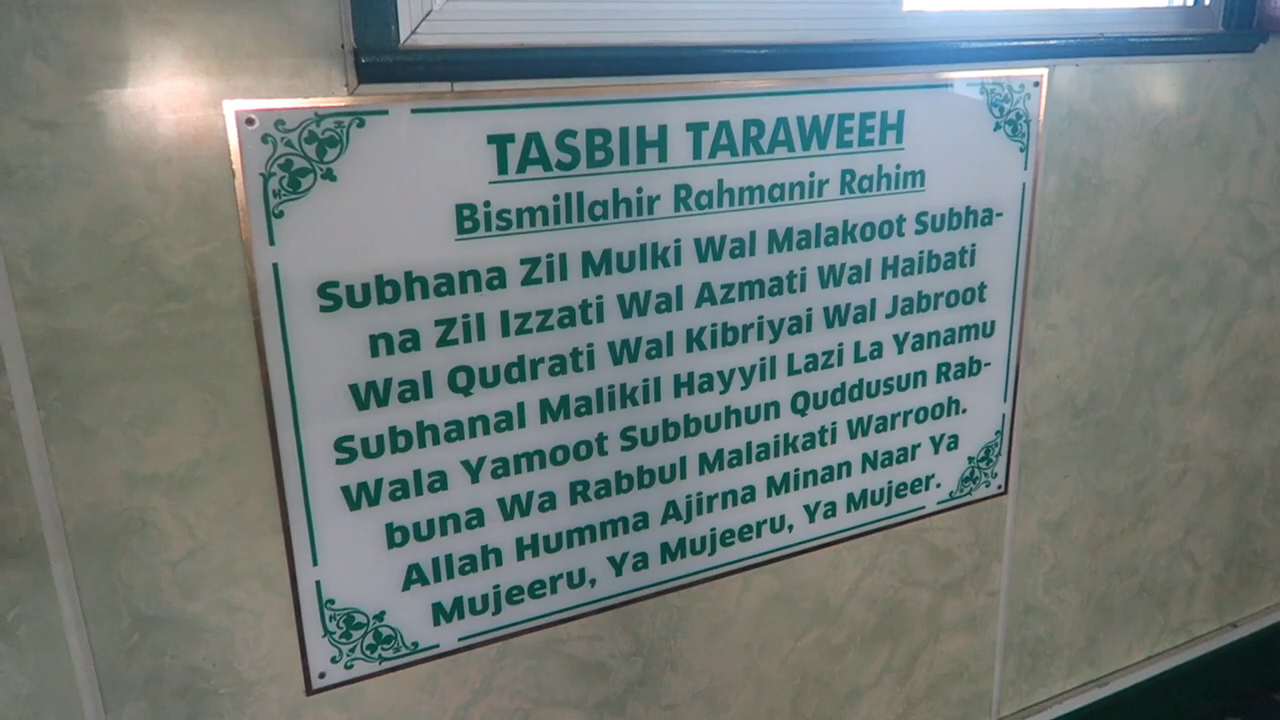 TASBIH TARAWEEH
Bismillahir Rahmanir Rahim
Subhana Zil Mulki Wal Malakoot Subha-
na Zil Izzati Wal Azmati Wal Haibati
Wal Qudrati Wal Kibriyai Wal Jabroot
Subhanal Malikil Hayyil Lazi La Yanamu
Wala Yamoot Subbuhun Quddusun Rab-
buna Wa Rabbul Malaikati Warrooh.
Allah Humma Ajirna Minan Naar Ya
Mujeeru, Ya Mujeeru, Ya Mujeer.